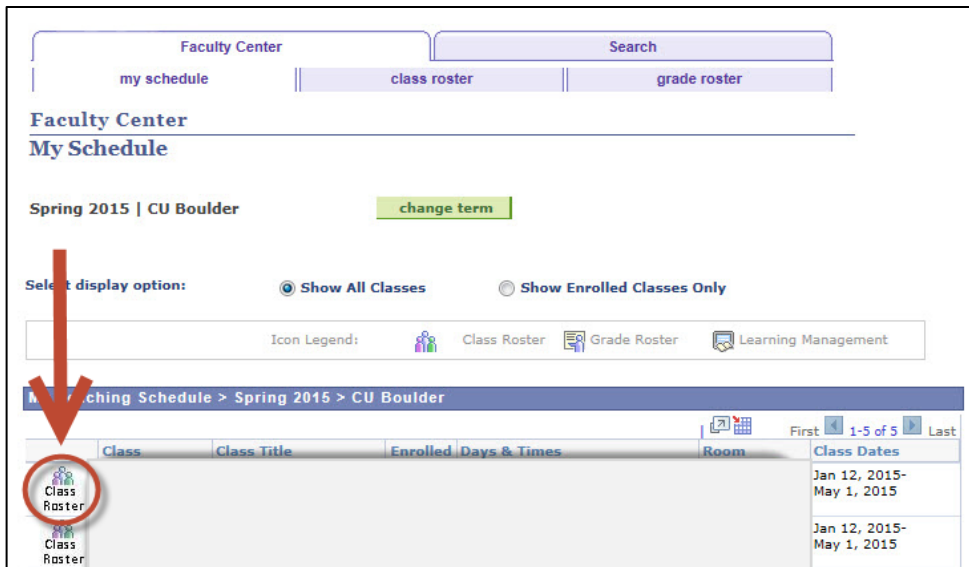 Faculty Center Search
my schedule class roster grade roster
Faculty Center
My Schedule
Spring 2015 | CU Boulder change term
display option: Show All Classes Show Enrolled Classes Only
Icon Legend: Class Roster Grade Roster Learning Management
Schedule > Spring 2015 > CU Boulder
First 1-5 of 5 Last
Class Class Title Enrolled Days & Times Room Class Dates
Class Roster Jan 12, 2015-
May 1, 2015
Class Roster Jan 12, 2015-
May 1, 2015